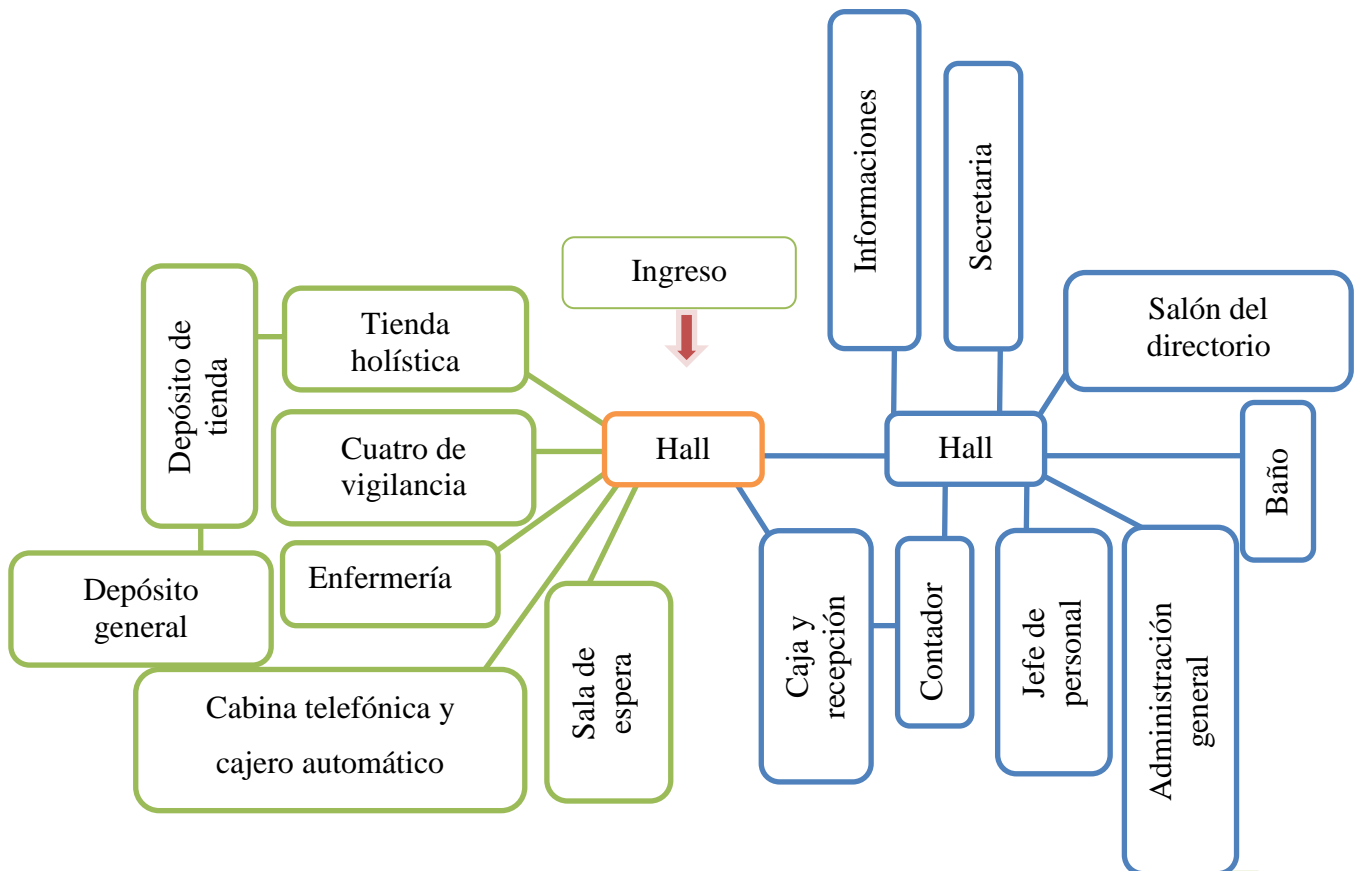 Informaciones
Secretaria
Ingreso
Salón del
directorio
Tienda
holística
Depósito de
tienda
Cuatro de
vigilancia
Hall
Hall
Baño
Enfermería
Depósito
general
Cabina telefónica y
cajero automático
Sala de
espera
Caja y
recepción
Contador
Jefe de
personal
Administración
general